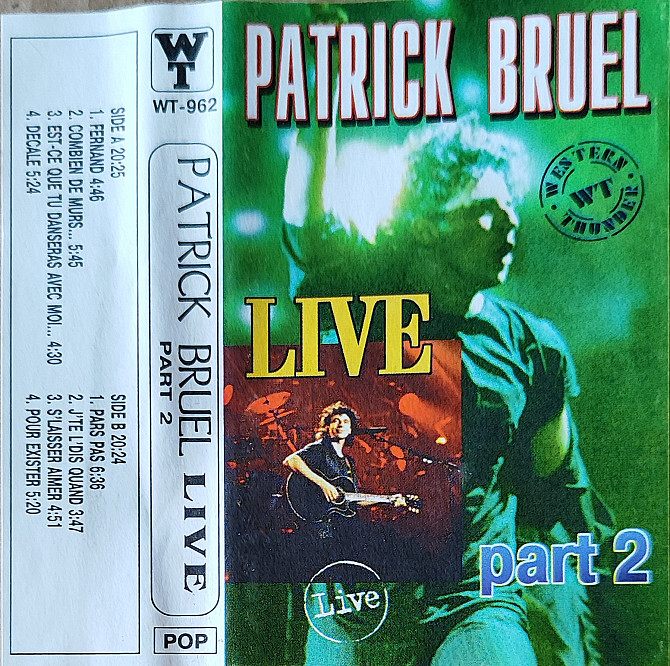 SIDE A 20:25
1. FERNAND 4:46
2. COMBIEN DE MURS... 5:45
3. EST-CE QUE TU DANSERAS AVEC MOI... 4:30
4. DECALE 5:24
SIDE B 20:24
1. PARS PAS 6:36
2. J'TE L'DIS QUAND 3:47
3. S'LAISSER AIMER 4:51
4. POUR EXISTER 5:20
WT
WT-962
PATRICK BRUEL LIVE
PART 2
POP
PATRICK BRUEL
WESTERN
WT
THUNDER
LIVE
part 2
Live